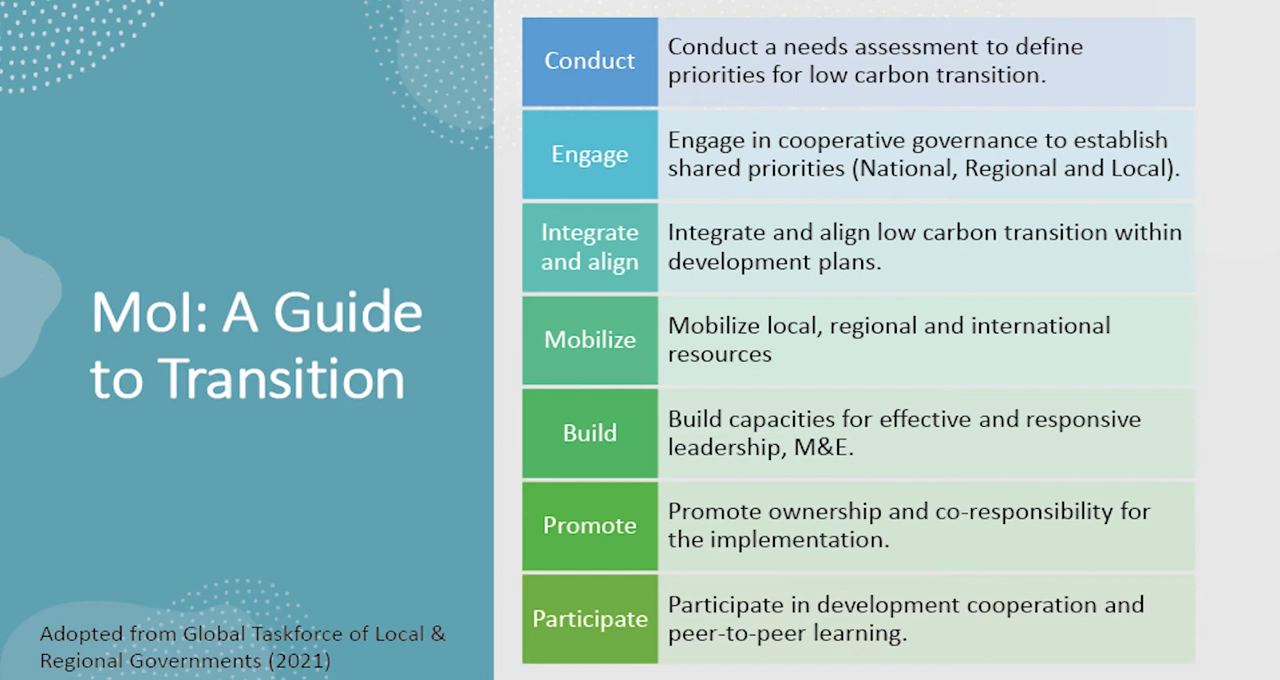 MoI: A Guide
to Transition
Adopted from Global Taskforce of Local &
Regional Governments (2021)
Conduct
Conduct a needs assessment to define
priorities for low carbon transition.
Engage
Engage in cooperative governance to establish
shared priorities (National, Regional and Local).
Integrate
and align
Integrate and align low carbon transition within
development plans.
Mobilize
Mobilize local, regional and international
resources
Build
Build capacities for effective and responsive
leadership, M&E.
Promote
Promote ownership and co-responsibility for
the implementation.
Participate
Participate in development cooperation and
peer-to-peer learning.